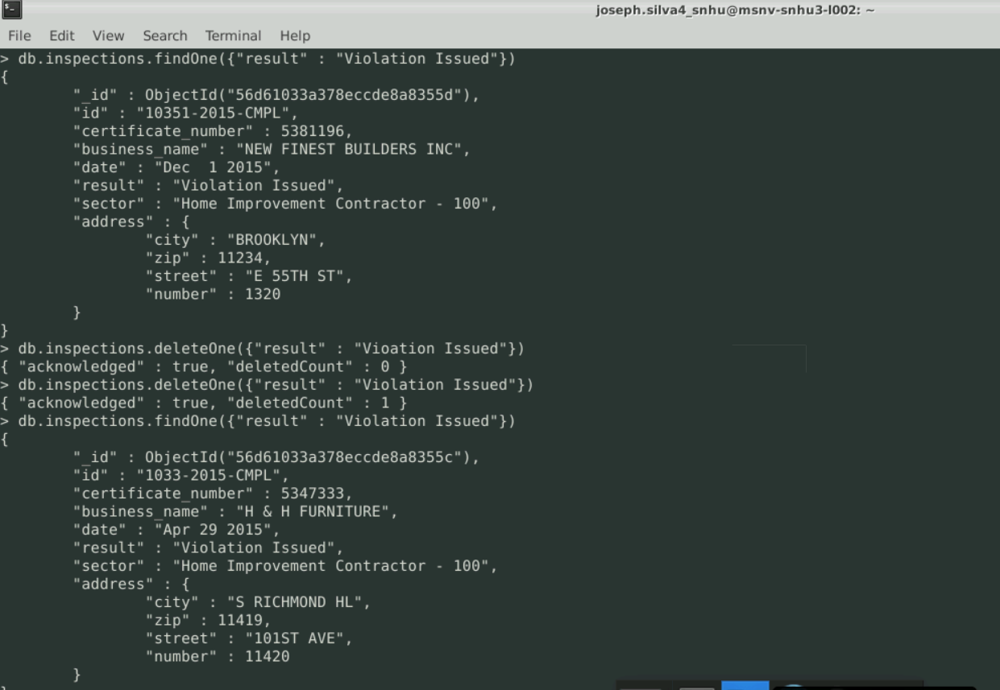 joseph.silva4_snhu@msnv-snhu3-l002: ~
File Edit View Search Terminal Help
> db.inspections.findOne({"result" : "Violation Issued"})
{
"_id" : ObjectId("56d61033a378eccde8a8355d"),
"id" : "10351-2015-CMPL",
"certificate_number" : 5381196,
"business_name" : "NEW FINEST BUILDERS INC",
"date" : "Dec  1 2015",
"result" : "Violation Issued",
"sector" : "Home Improvement Contractor - 100",
"address" : {
"city" : "BROOKLYN",
"zip" : 11234,
"street" : "E 55TH ST",
"number" : 1320
}
}
> db.inspections.deleteOne({"result" : "Vioation Issued"})
{ "acknowledged" : true, "deletedCount" : 0 }
> db.inspections.deleteOne({"result" : "Violation Issued"})
{ "acknowledged" : true, "deletedCount" : 1 }
> db.inspections.findOne({"result" : "Violation Issued"})
{
"_id" : ObjectId("56d61033a378eccde8a8355c"),
"id" : "1033-2015-CMPL",
"certificate_number" : 5347333,
"business_name" : "H & H FURNITURE",
"date" : "Apr 29 2015",
"result" : "Violation Issued",
"sector" : "Home Improvement Contractor - 100",
"address" : {
"city" : "S RICHMOND HL",
"zip" : 11419,
"street" : "101ST AVE",
"number" : 11420
}
}